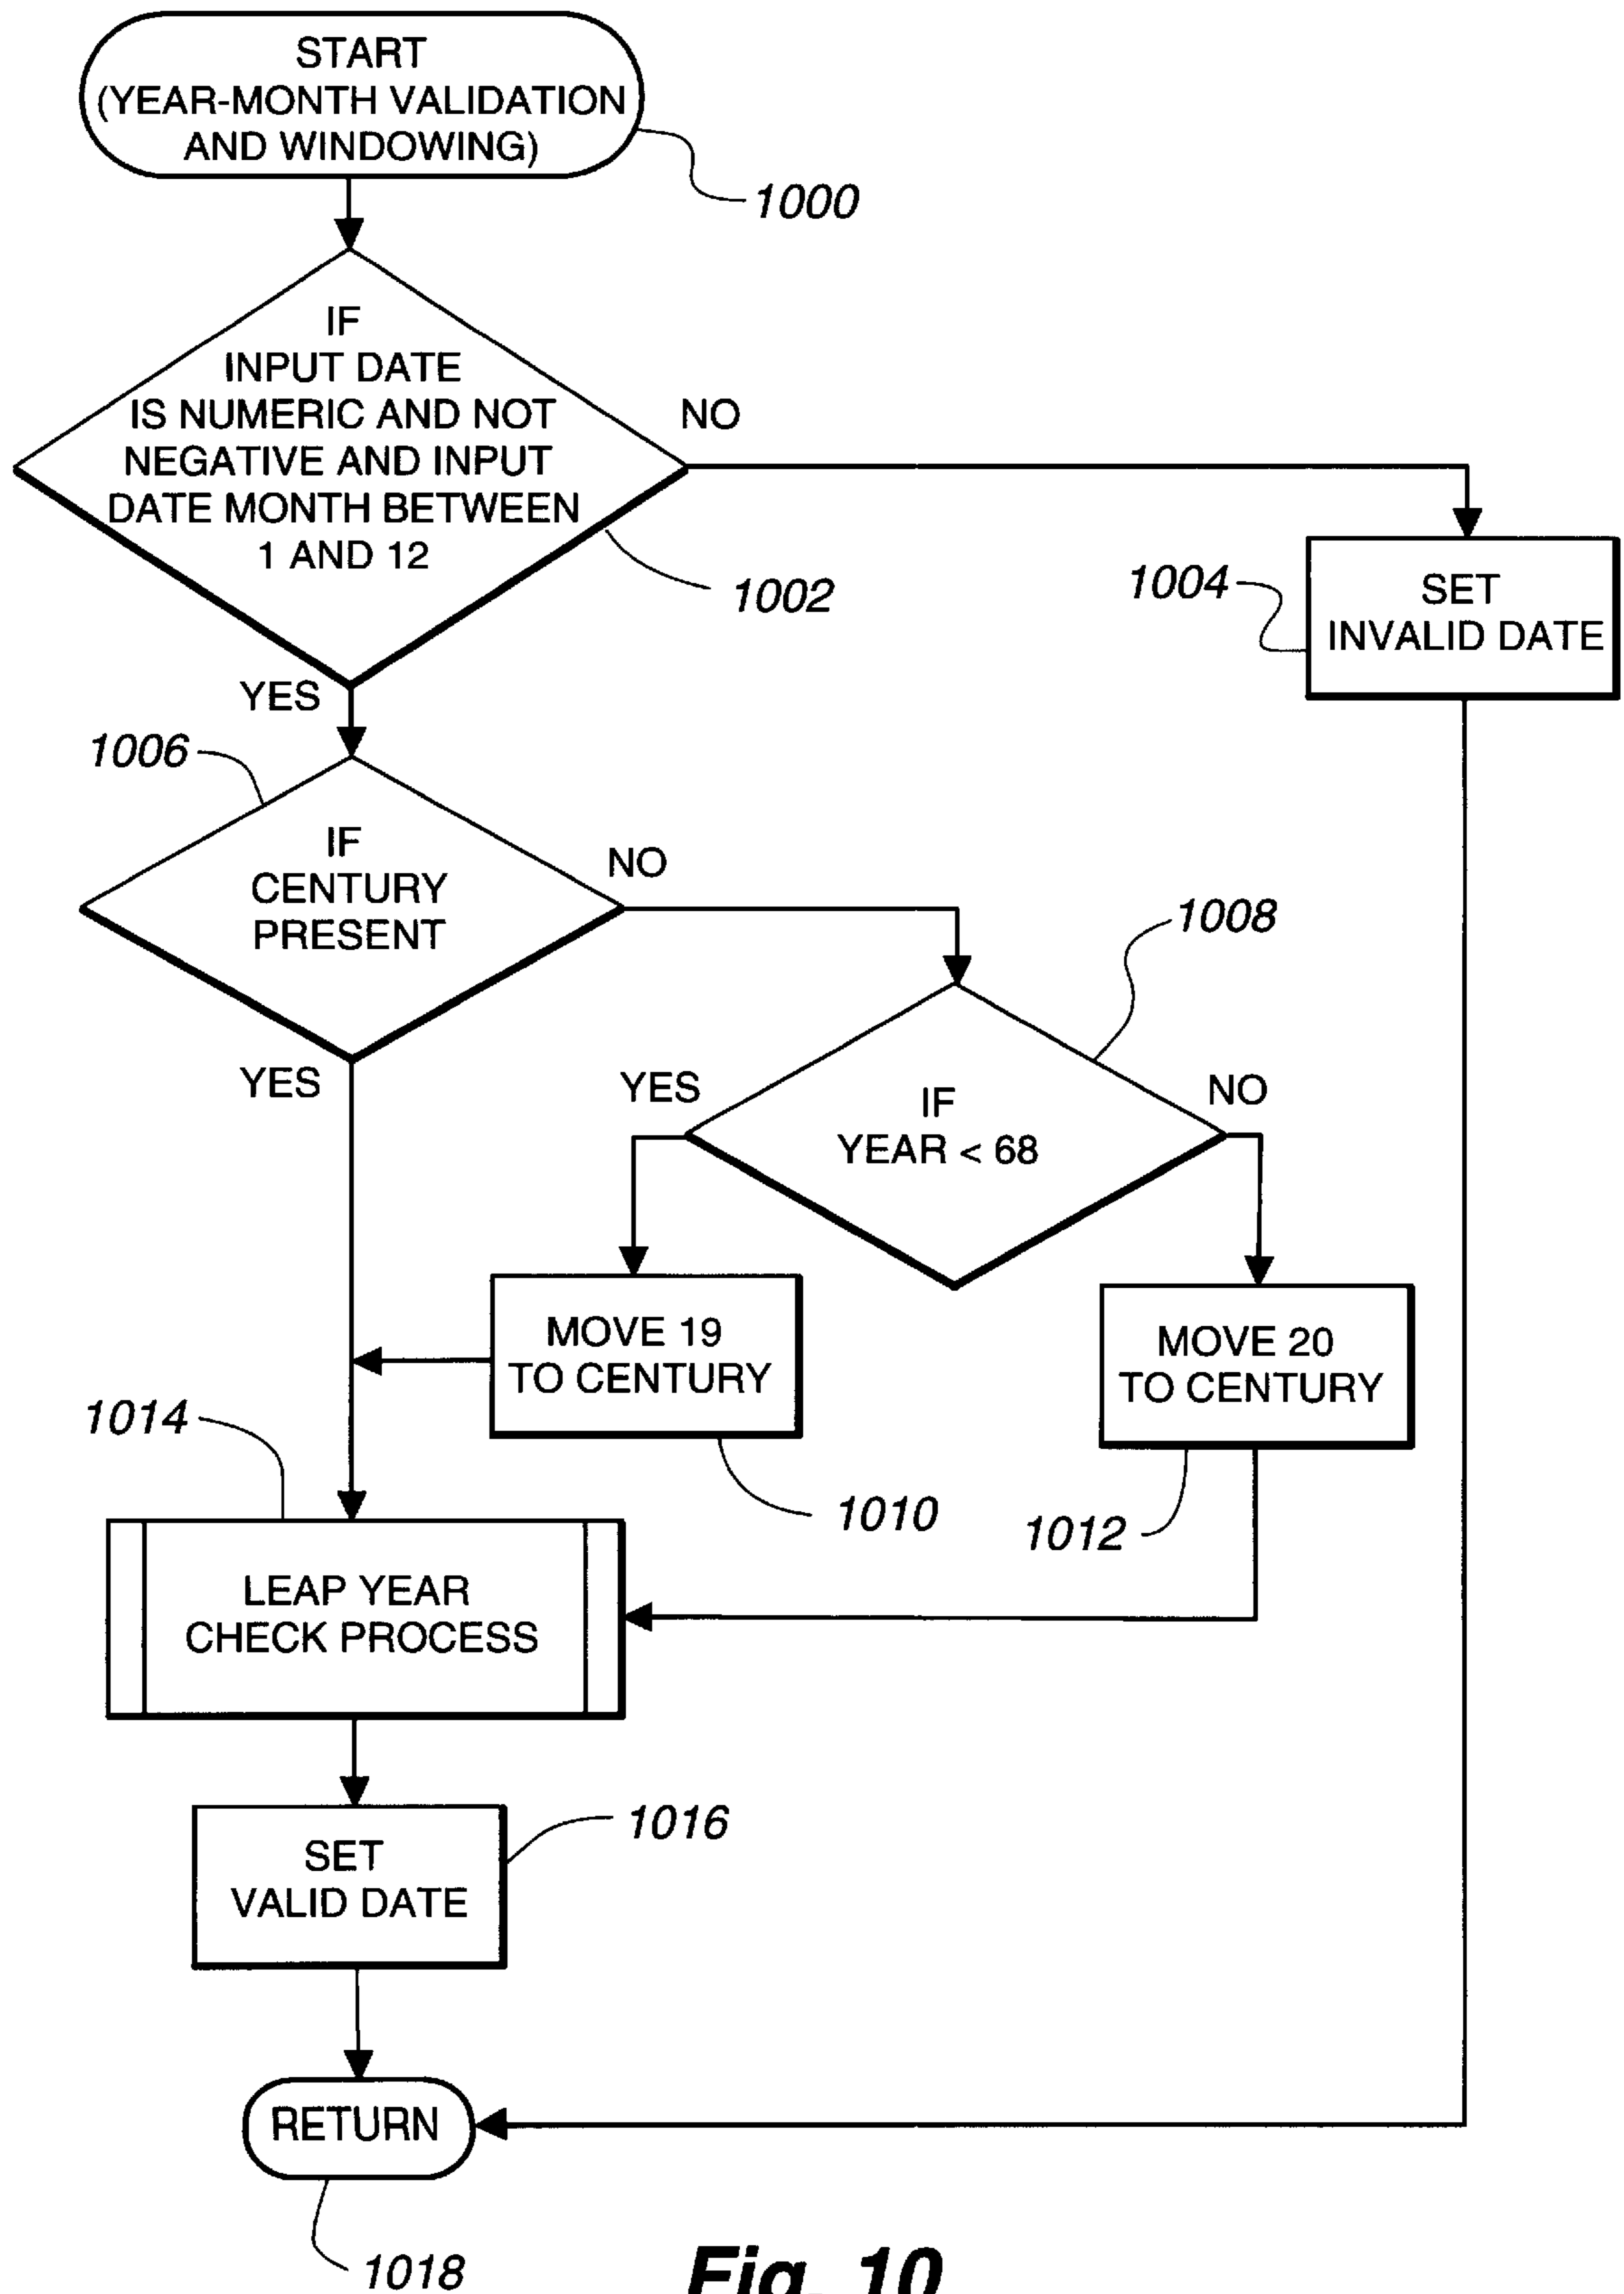 START
(YEAR-MONTH VALIDATION
AND WINDOWING)
1000
IF
INPUT DATE
IS NUMERIC AND NOT
NEGATIVE AND INPUT
DATE MONTH BETWEEN
1 AND 12
NO
1002
1004
SET
INVALID DATE
YES
1006
IF
CENTURY
PRESENT
NO
1008
YES
YES
IF
YEAR < 68
NO
MOVE 19
TO CENTURY
MOVE 20
TO CENTURY
1014
1010
1012
LEAP YEAR
CHECK PROCESS
1016
SET
VALID DATE
RETURN
1018
Fig. 10